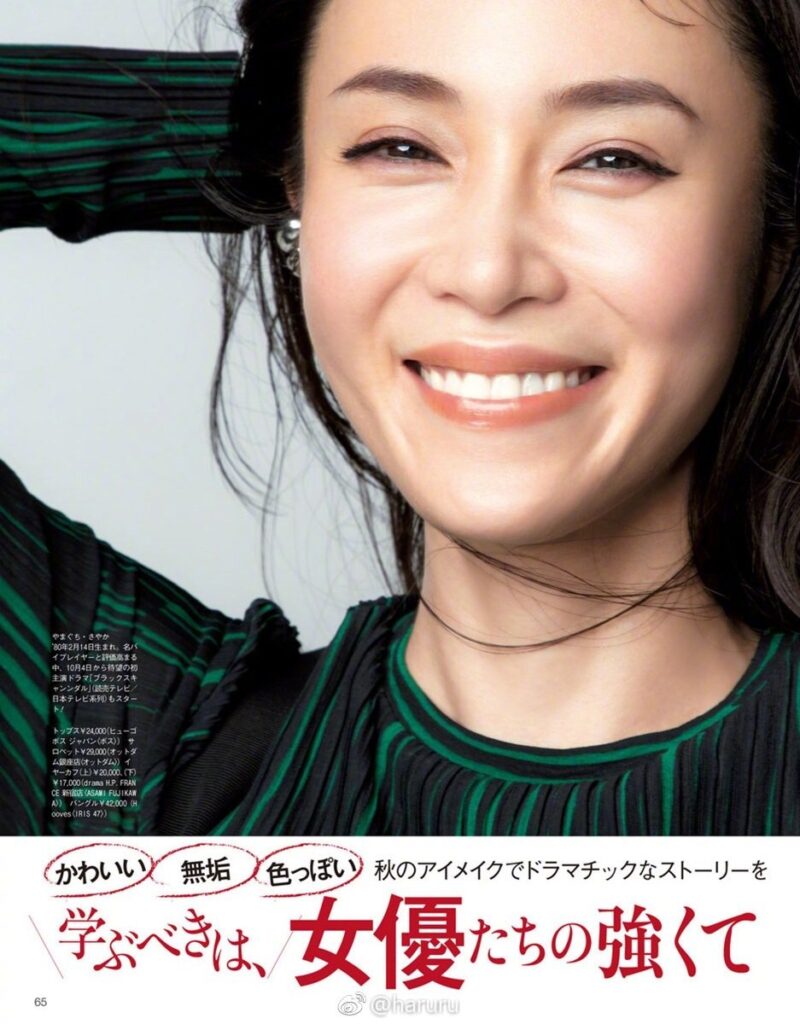 やまぐち・さやか
'80年2月14日生まれ。名バ
イプレイヤーと評価高まる
中、10月4日から待望の初
主演ドラマ「ブラックスキ
ャンダル」(読売テレビ／
日本テレビ系列)もスター
ト!
トップス¥24,000(ヒューゴ
ボス ジャパン〈ボス〉) サ
ロペット¥29,000(オットダ
ム銀座店〈オットダム〉) イ
ヤーカフ(上)¥20,000、(下)
¥17,000(drama H.P. FRAN
CE 新宿店〈ASAMI FUJIKAW
A〉) バングル¥42,000(H
ooves〈IRIS 47〉)
かわいい 無垢 色っぽい 秋のアイメイクでドラマチックなストーリーを
学ぶべきは、女優たちの強くて
65
@haruru